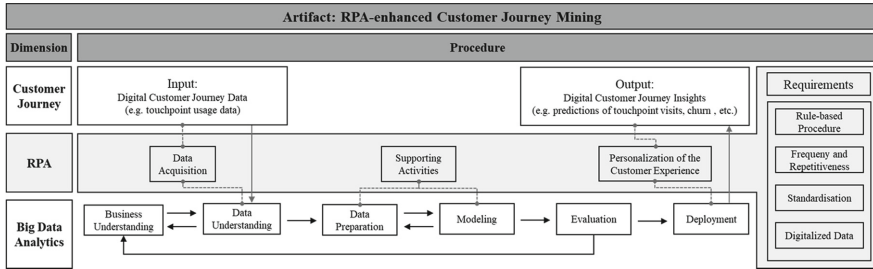 Artifact: RPA-enhanced Customer Journey Mining
Dimension
Procedure
Customer
Journey
Input:
Digital Customer Journey Data
(e.g. touchpoint usage data)
Output:
Digital Customer Journey Insights
(e.g. predictions of touchpoint visits, churn , etc.)
Requirements
Rule-based
Procedure
Frequeny and
Repetitiveness
Standardisation
Digitalized Data
RPA
Data
Acquisition
Supporting
Activities
Personalization of the
Customer Experience
Big Data
Analytics
Business
Understanding
Data
Understanding
Data
Preparation
Modeling
Evaluation
Deployment